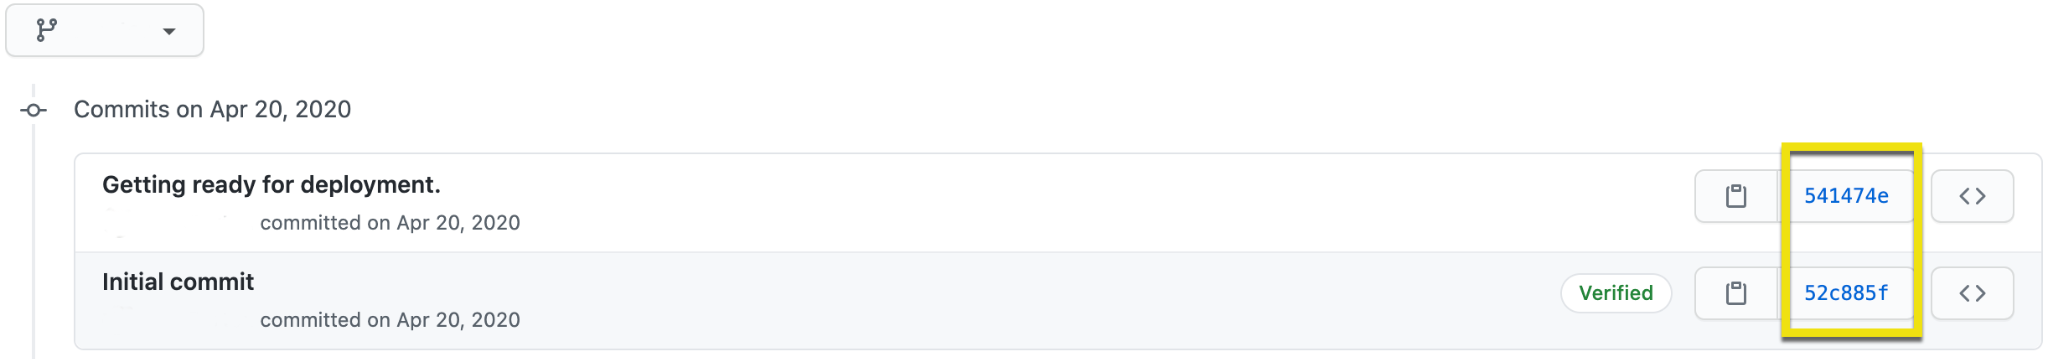 Commits on Apr 20, 2020
Getting ready for deployment.
committed on Apr 20, 2020
541474e
Initial commit
committed on Apr 20, 2020
Verified
52c885f